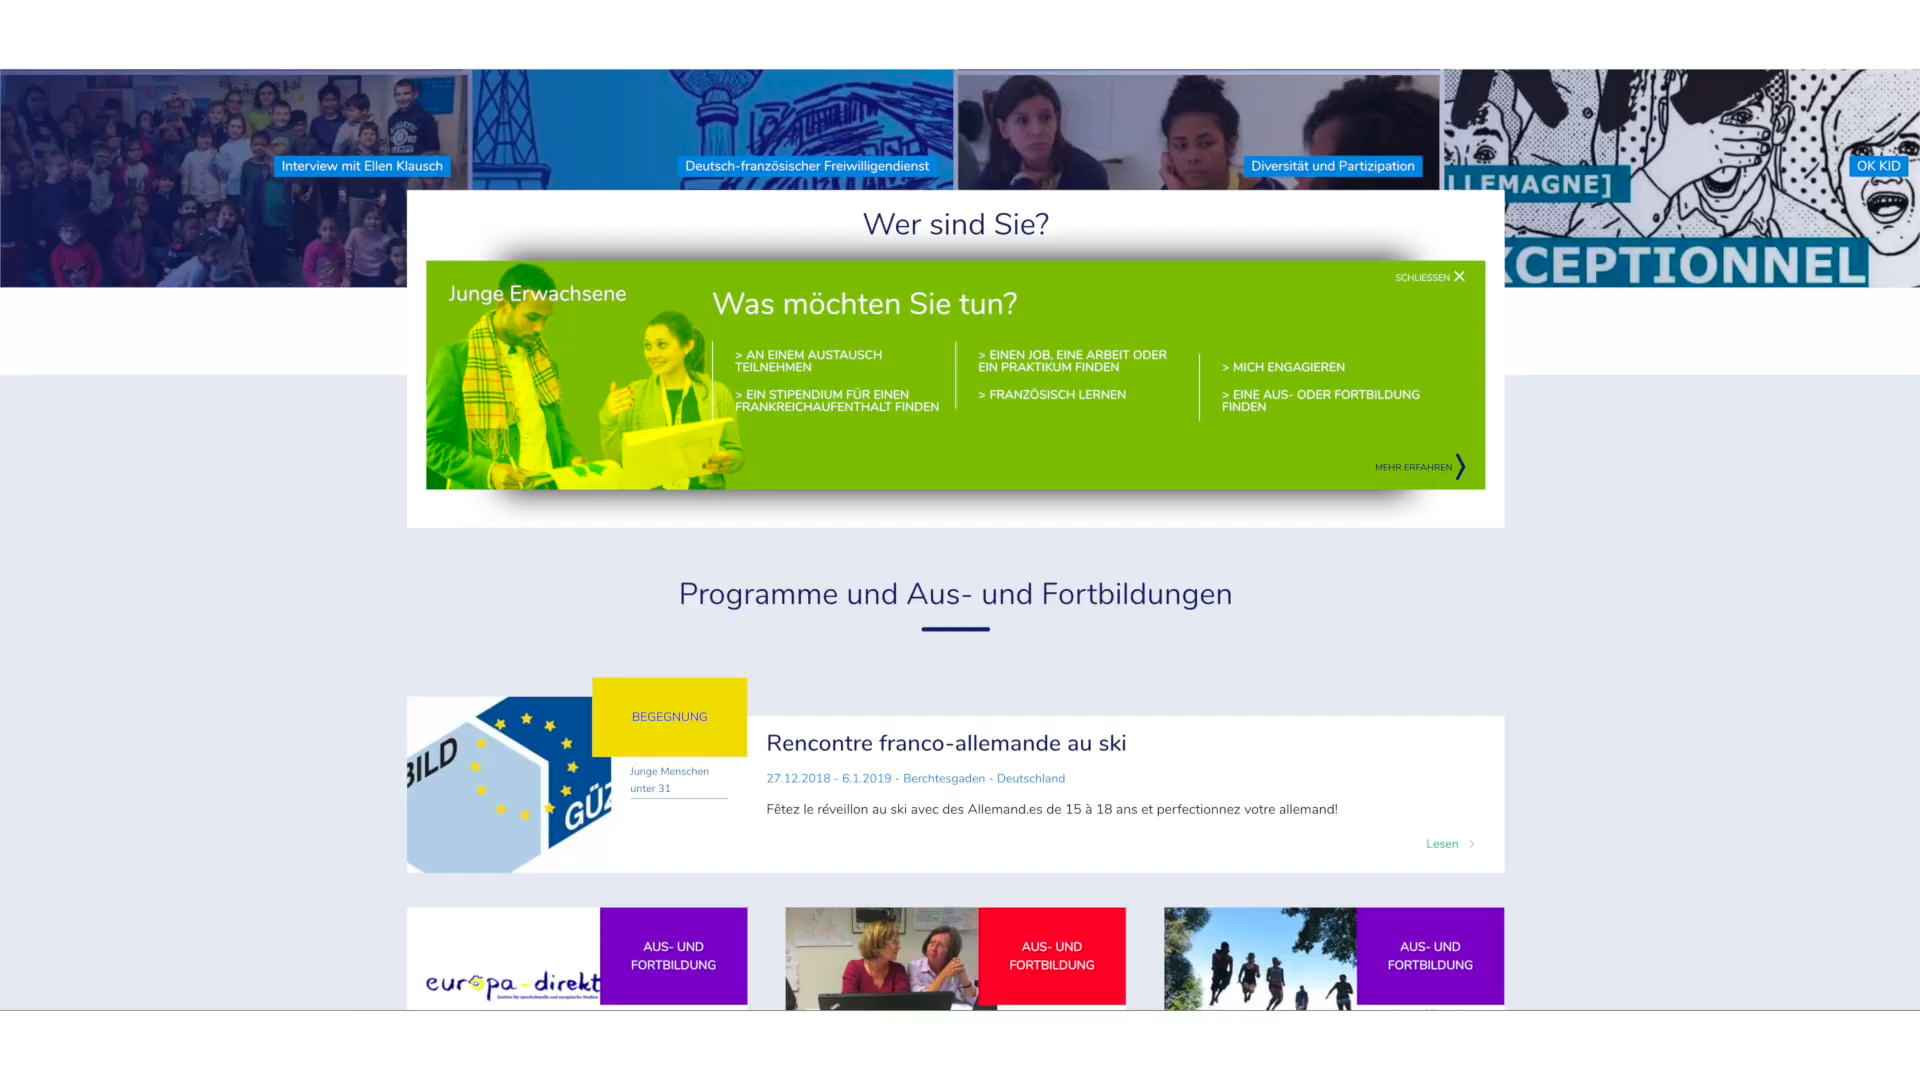 Interview mit Ellen Klausch
Deutsch-französischer Freiwilligendienst
Diversität und Partizipation
OK KID
LLEMAGNE]
XCEPTIONNEL
Wer sind Sie?
Junge Erwachsene
SCHLIESSEN
Was möchten Sie tun?
> AN EINEM AUSTAUSCH
TEILNEHMEN
> EIN STIPENDIUM FÜR EINEN
FRANKREICHAUFENTHALT FINDEN
> EINEN JOB, EINE ARBEIT ODER
EIN PRAKTIKUM FINDEN
> FRANZÖSISCH LERNEN
> MICH ENGAGIEREN
> EINE AUS- ODER FORTBILDUNG
FINDEN
MEHR ERFAHREN
Programme und Aus- und Fortbildungen
BILD
GÜZ
BEGEGNUNG
Junge Menschen
unter 31
Rencontre franco-allemande au ski
27.12.2018 - 6.1.2019 - Berchtesgaden - Deutschland
Fêtez le réveillon au ski avec des Allemand.es de 15 à 18 ans et perfectionnez votre allemand!
Lesen >
europa-direkt
AUS- UND
FORTBILDUNG
AUS- UND
FORTBILDUNG
AUS- UND
FORTBILDUNG